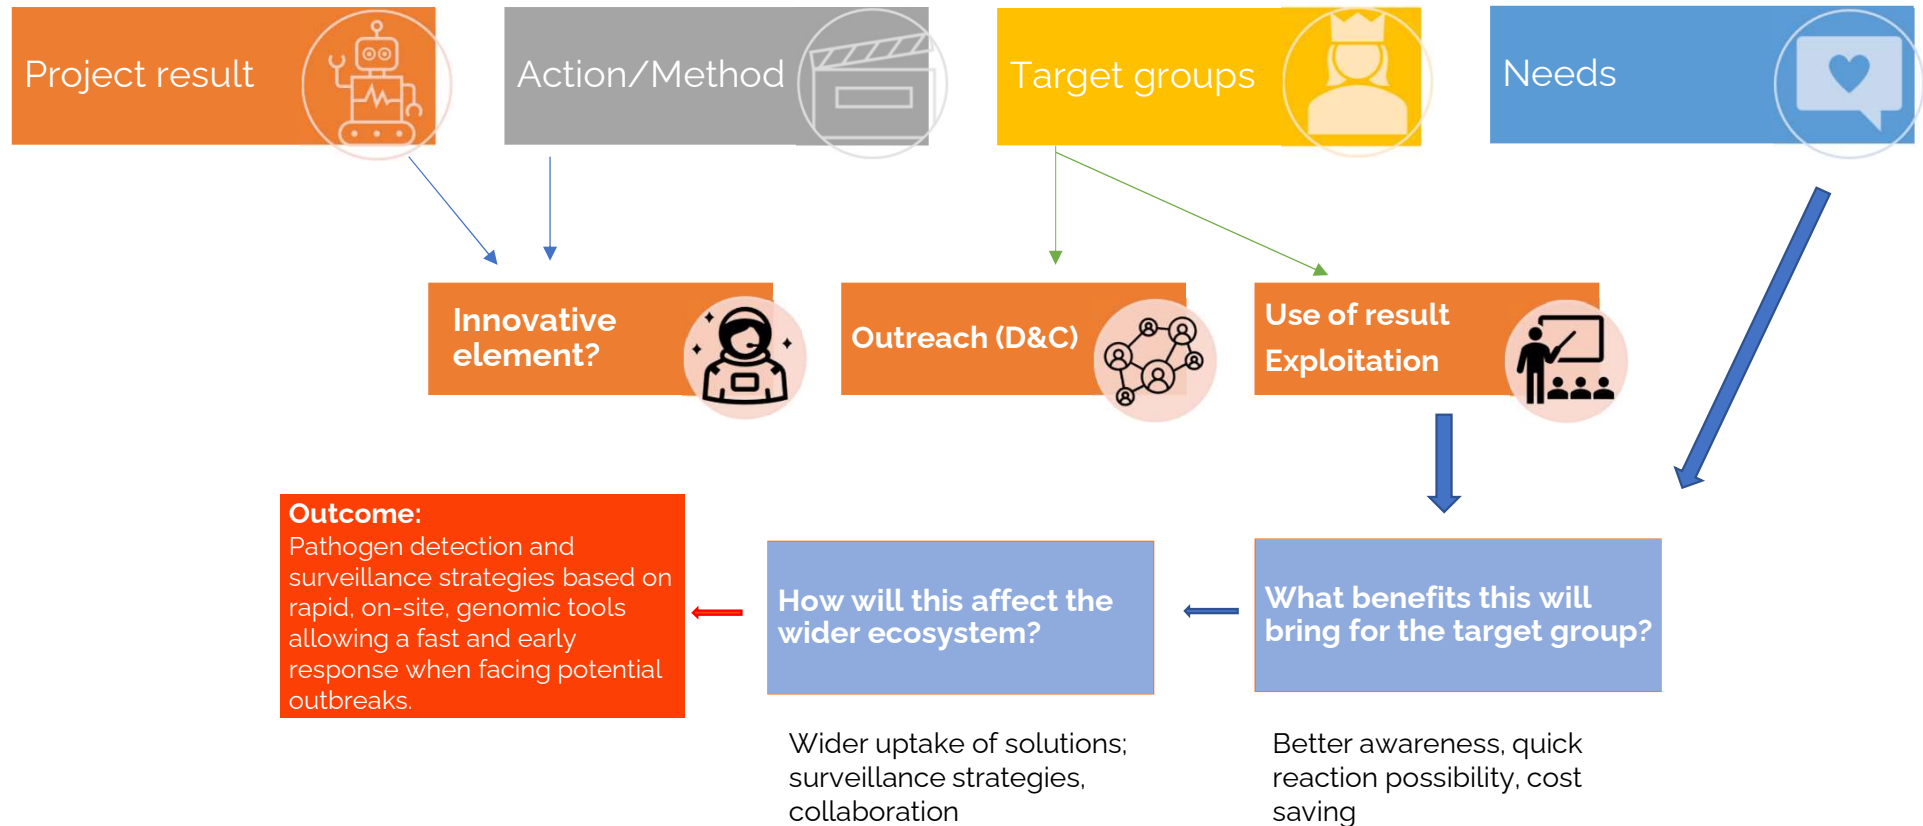 Project result
Action/Method
Target groups
Needs
Innovative
element?
Outreach (D&C)
Use of result
Exploitation
Outcome:
Pathogen detection and
surveillance strategies based on
rapid, on-site, genomic tools
allowing a fast and early
response when facing potential
outbreaks.
How will this affect the
wider ecosystem?
What benefits this will
bring for the target group?
Wider uptake of solutions;
surveillance strategies,
collaboration
Better awareness, quick
reaction possibility, cost
saving